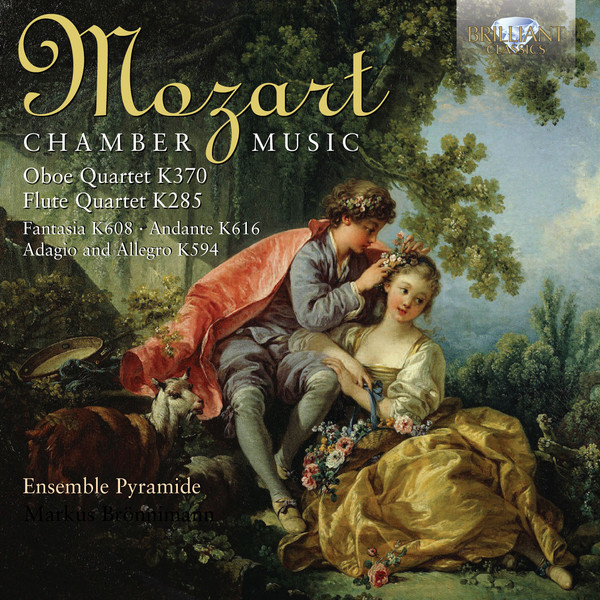 BRILLIANT
CLASSICS
Mozart
CHAMBER MUSIC
Oboe Quartet K370
Flute Quartet K285
Fantasia K608 · Andante K616
Adagio and Allegro K594
Ensemble Pyramide
Markus Brönnimann